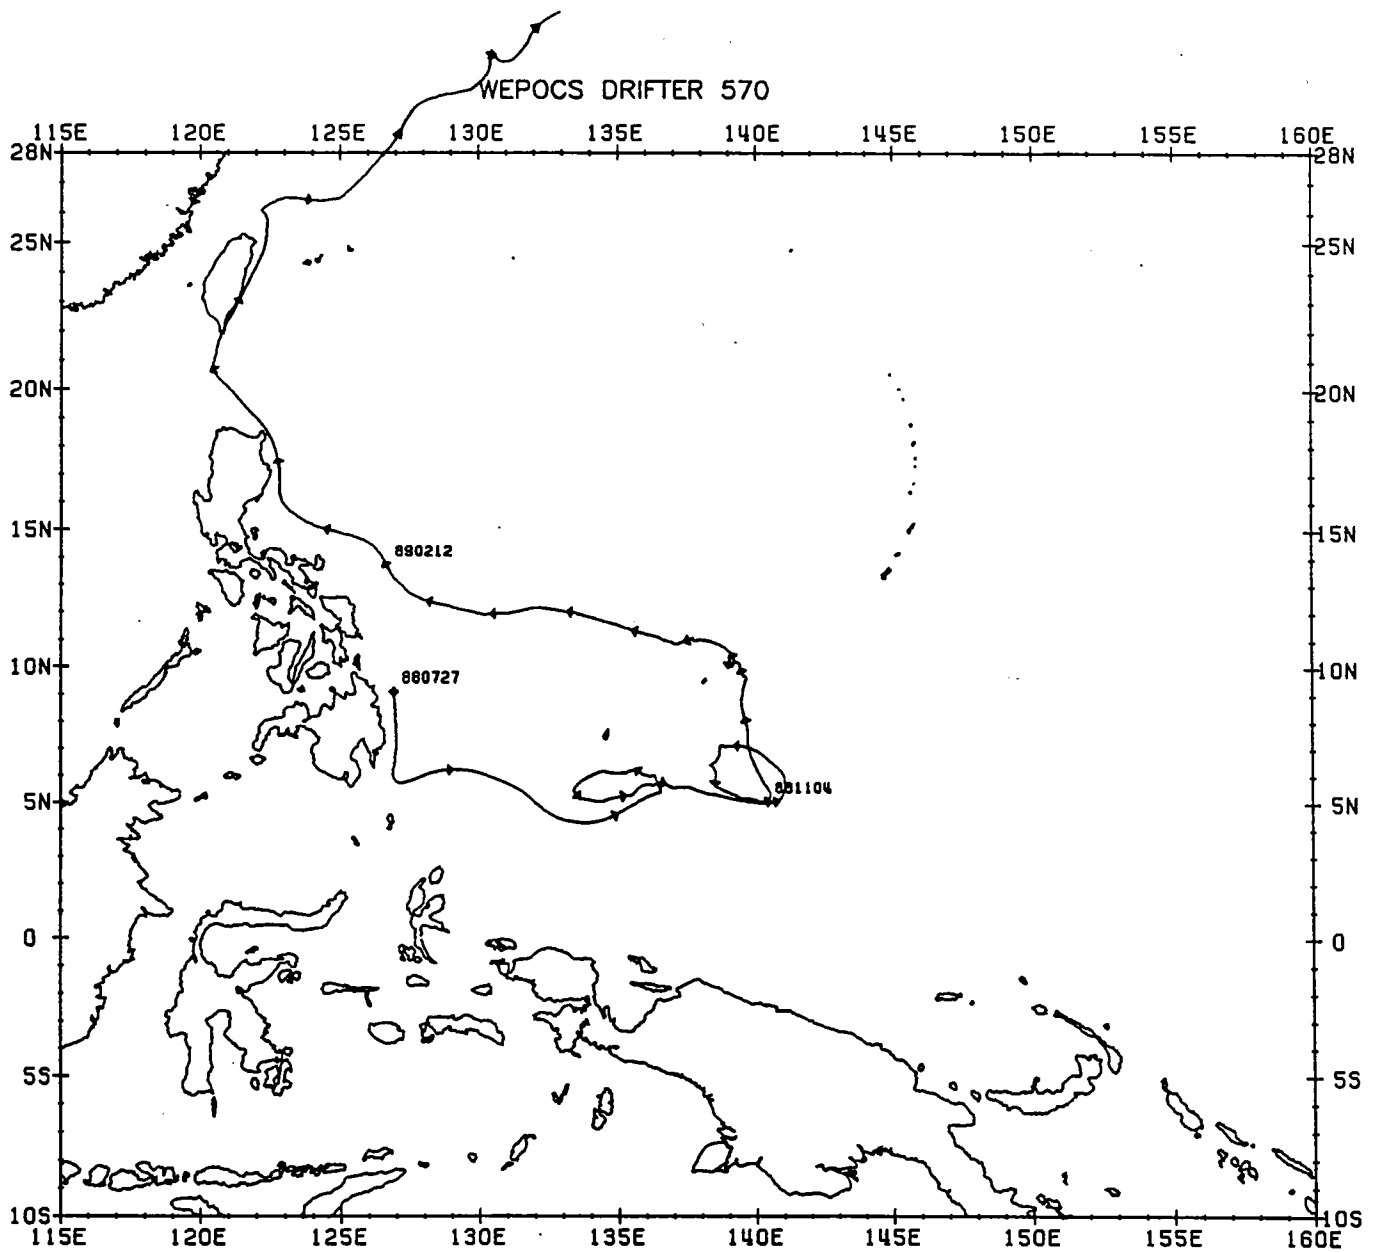 WEPOCS DRIFTER 570
115E 120E 125E 130E 135E 140E 145E 150E 155E 160E
28N 28N
25N 25N
20N 20N
15N 15N
890212
10N 10N
880727
881104
5N 5N
0 0
5S 5S
10S 10S
115E 120E 125E 130E 135E 140E 145E 150E 155E 160E